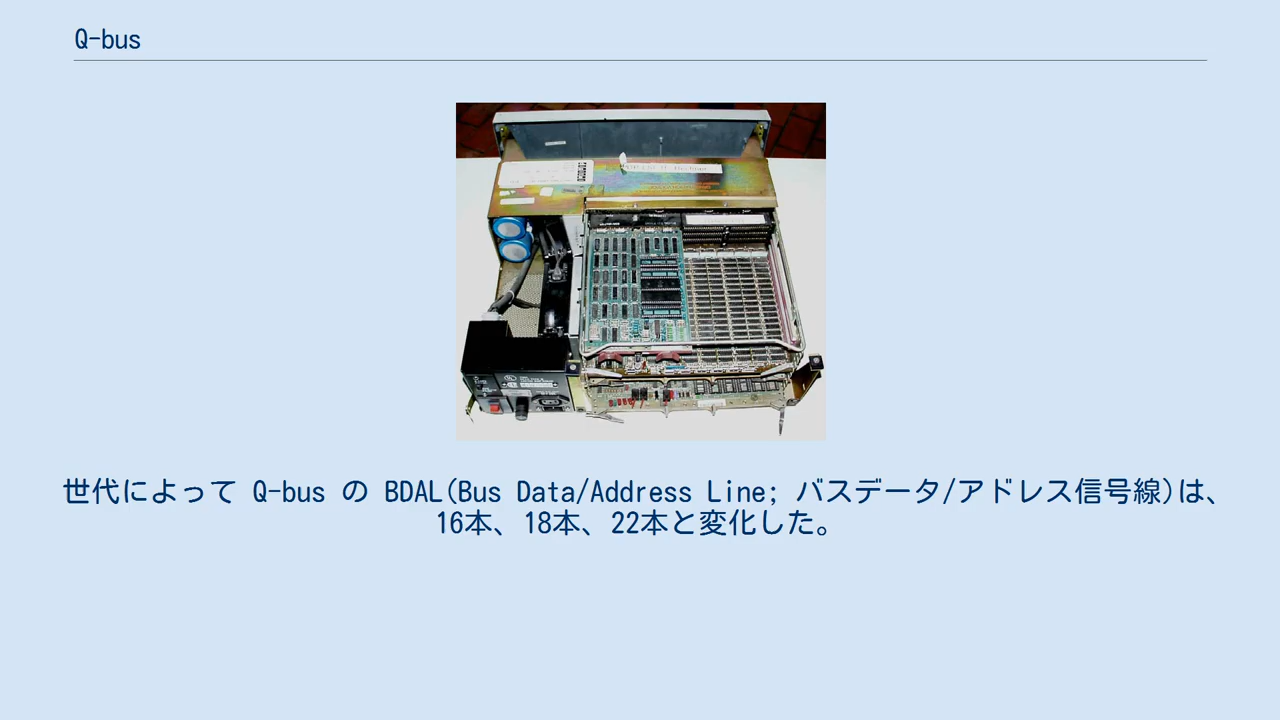 Q-bus
世代によって Q-bus の BDAL(Bus Data/Address Line; バスデータ/アドレス信号線)は、
16本、18本、22本と変化した。